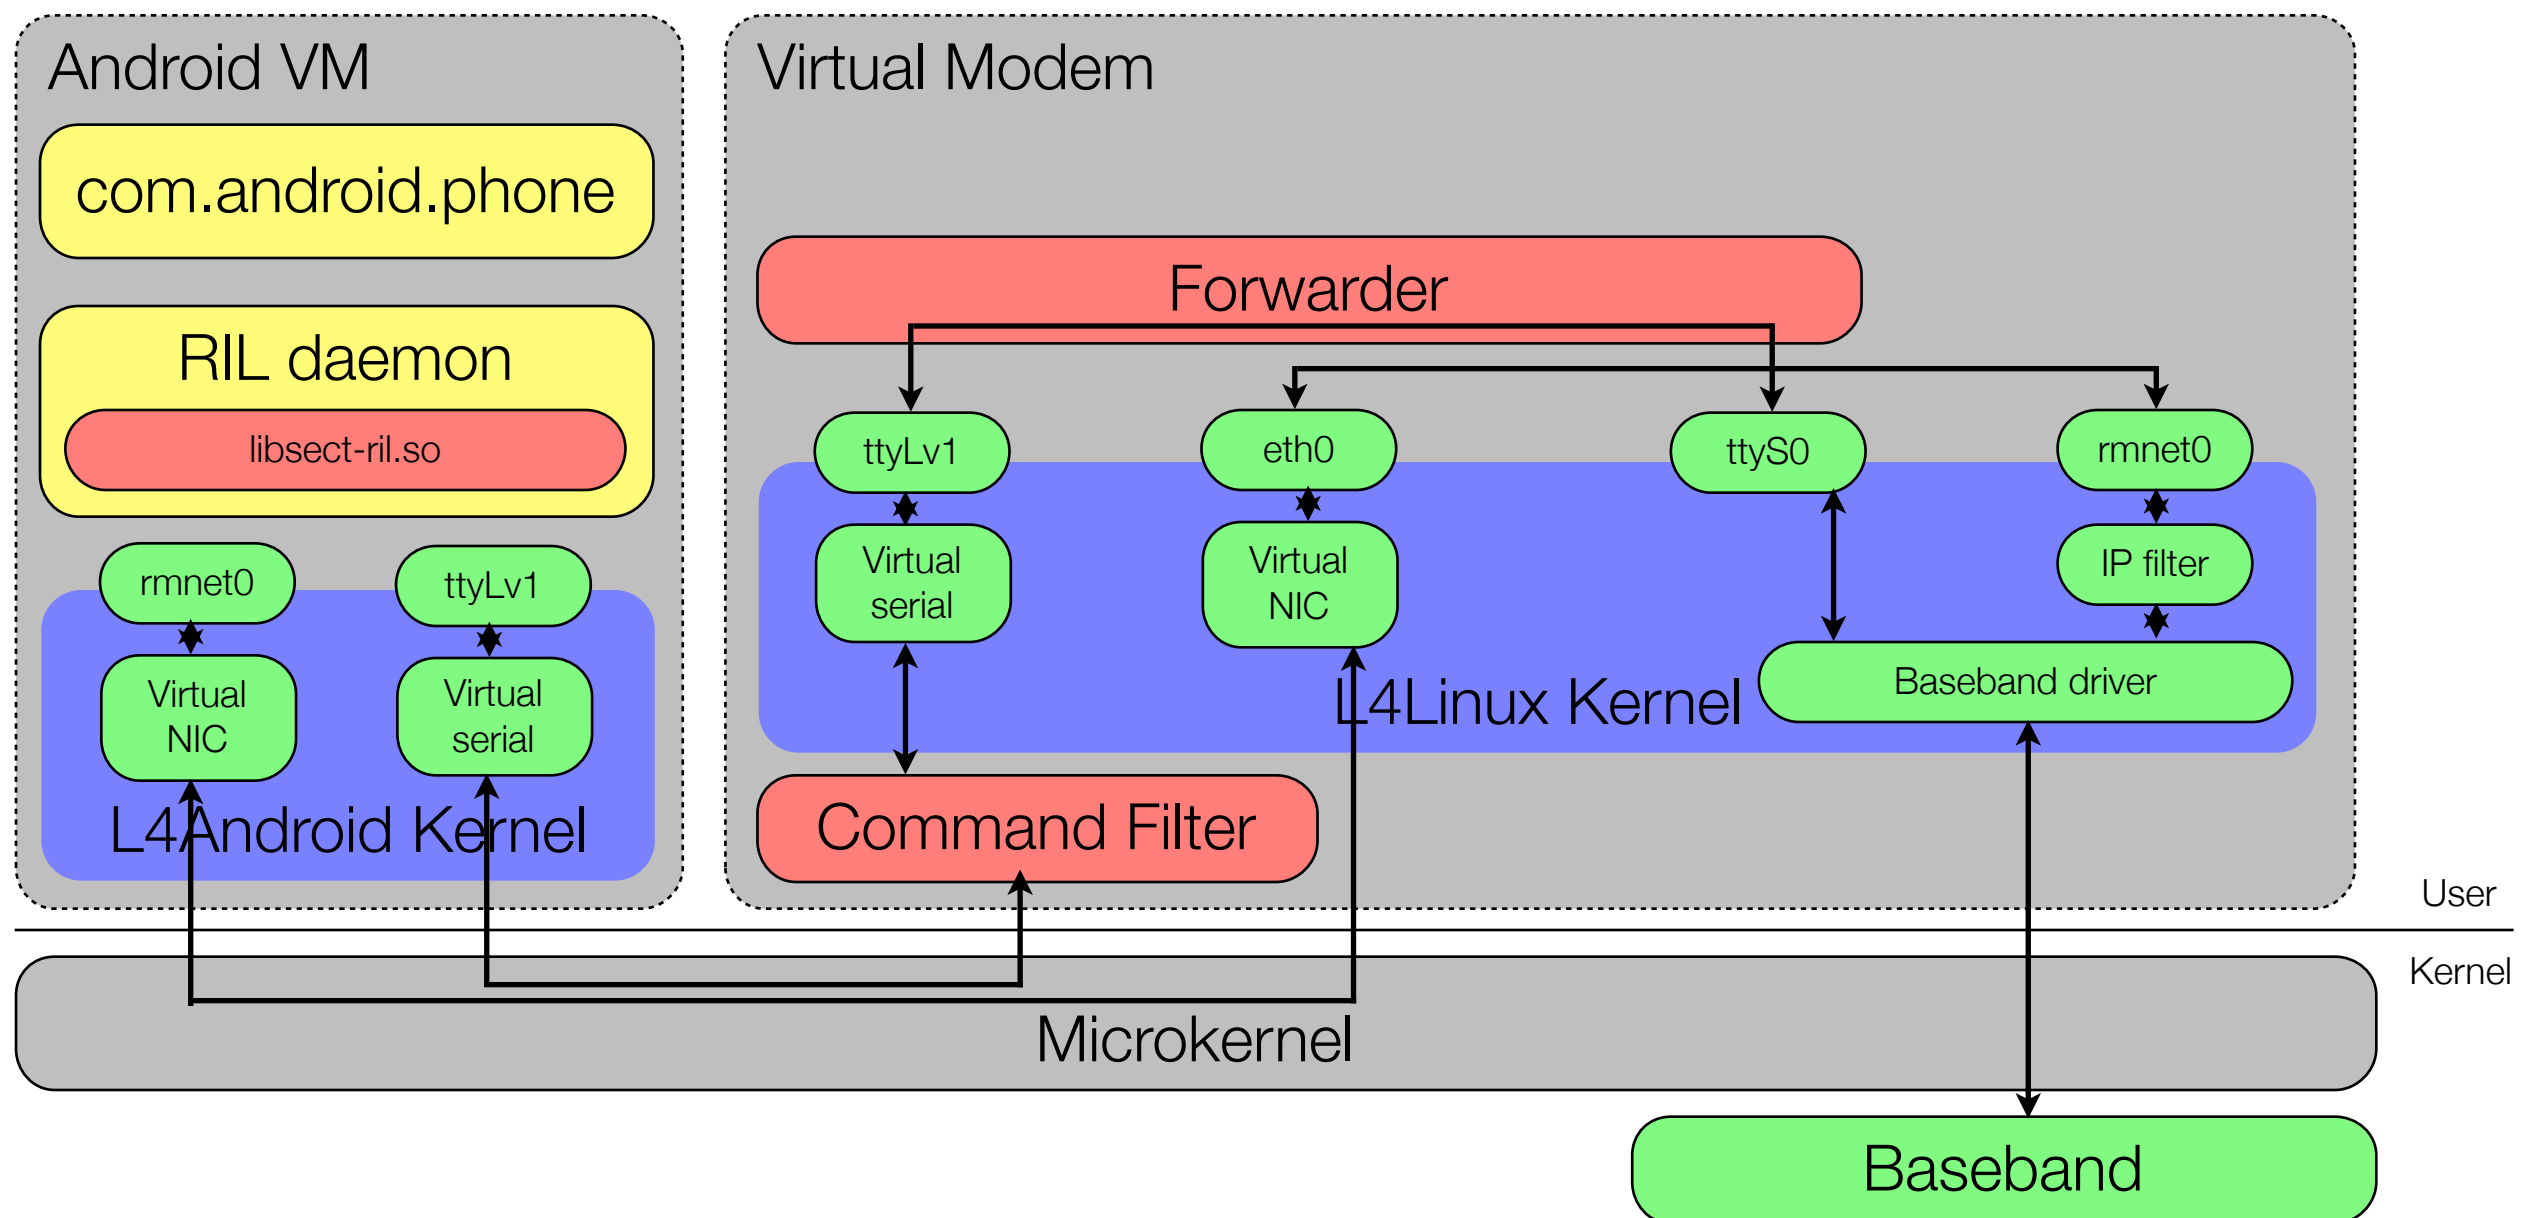 Android VM
com.android.phone
RIL daemon
libsect-ril.so
rmnet0
ttyLv1
Virtual
NIC
Virtual
serial
L4Android Kernel
Virtual Modem
Forwarder
ttyLv1
eth0
ttyS0
rmnet0
Virtual
serial
Virtual
NIC
IP filter
Baseband driver
L4Linux Kernel
Command Filter
User
Kernel
Microkernel
Baseband